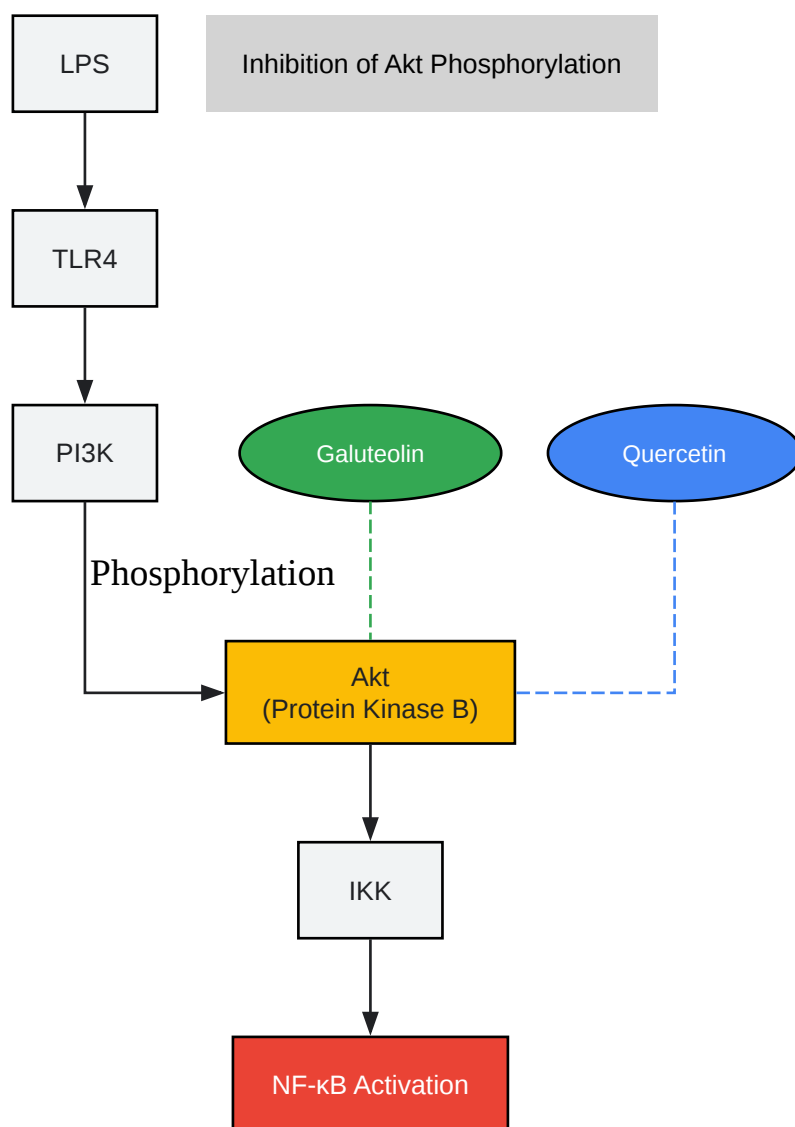 LPS
Inhibition of Akt Phosphorylation
TLR4
PI3K
Galuteolin
Quercetin
Phosphorylation
Akt
(Protein Kinase B)
IKK
NF-κB Activation